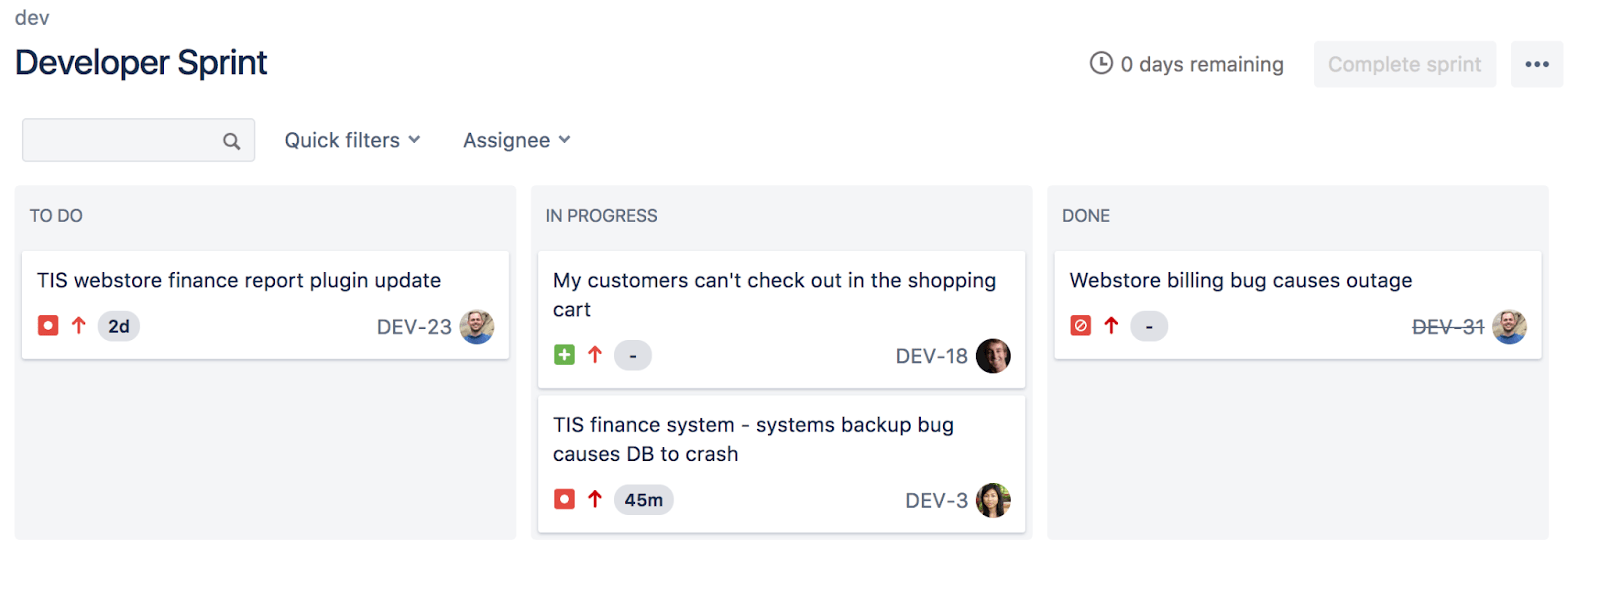 dev
Developer Sprint
0 days remaining
Complete sprint
Quick filters
Assignee
TO DO
TIS webstore finance report plugin update
2d
DEV-23
IN PROGRESS
My customers can't check out in the shopping
cart
-
DEV-18
TIS finance system - systems backup bug
causes DB to crash
45m
DEV-3
DONE
Webstore billing bug causes outage
-
DEV-31